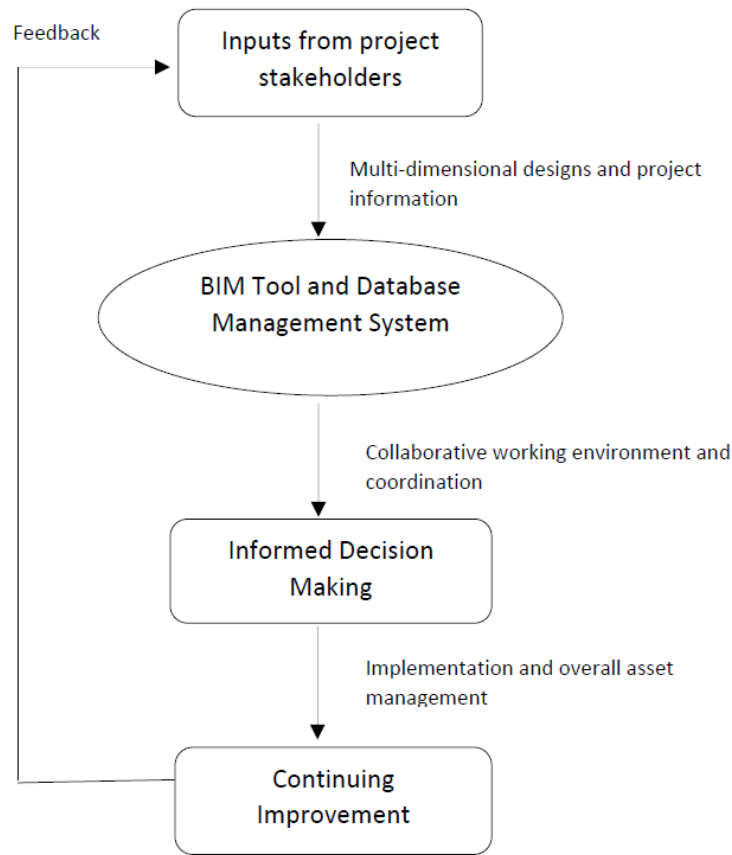 Feedback
Inputs from project
stakeholders
Multi-dimensional designs and project
information
BIM Tool and Database
Management System
Collaborative working environment and
coordination
Informed Decision
Making
Implementation and overall asset
management
Continuing
Improvement